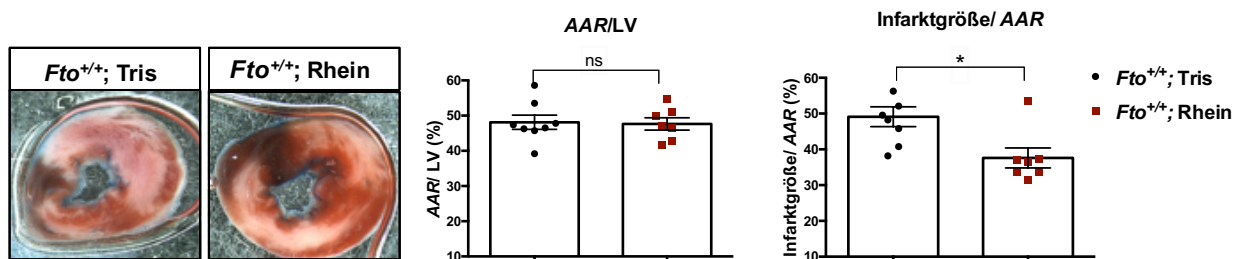 Fto+/+; Tris
Fto+/+; Rhein
AAR/LV
ns
60
50
40
30
20
10
AAR/ LV (%)
Infarktgröße/ AAR
*
60
50
40
30
20
10
Infarktgröße/ AAR (%)
Fto+/+; Tris
Fto+/+; Rhein